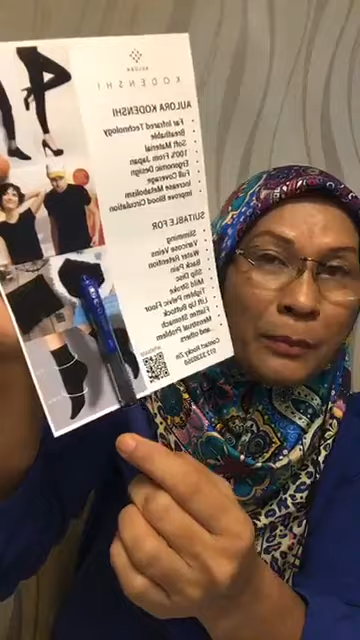 AULORA
KODENSHI
AULORA KODENSHI
Far Infrared Technology
Breathable
Soft Material
100% From Japan
Ergonomic Design
Full Coverage
Increase Metabolism
Improve Blood Circulation
SUITABLE FOR
Slimming
Varicose Veins
Water Retention
Back Pain
Slip Disc
Mild Stroke
Tighten Pelvic Floor
Lift Up Buttock
Flatten Stomach
Menstrual Problem
and others